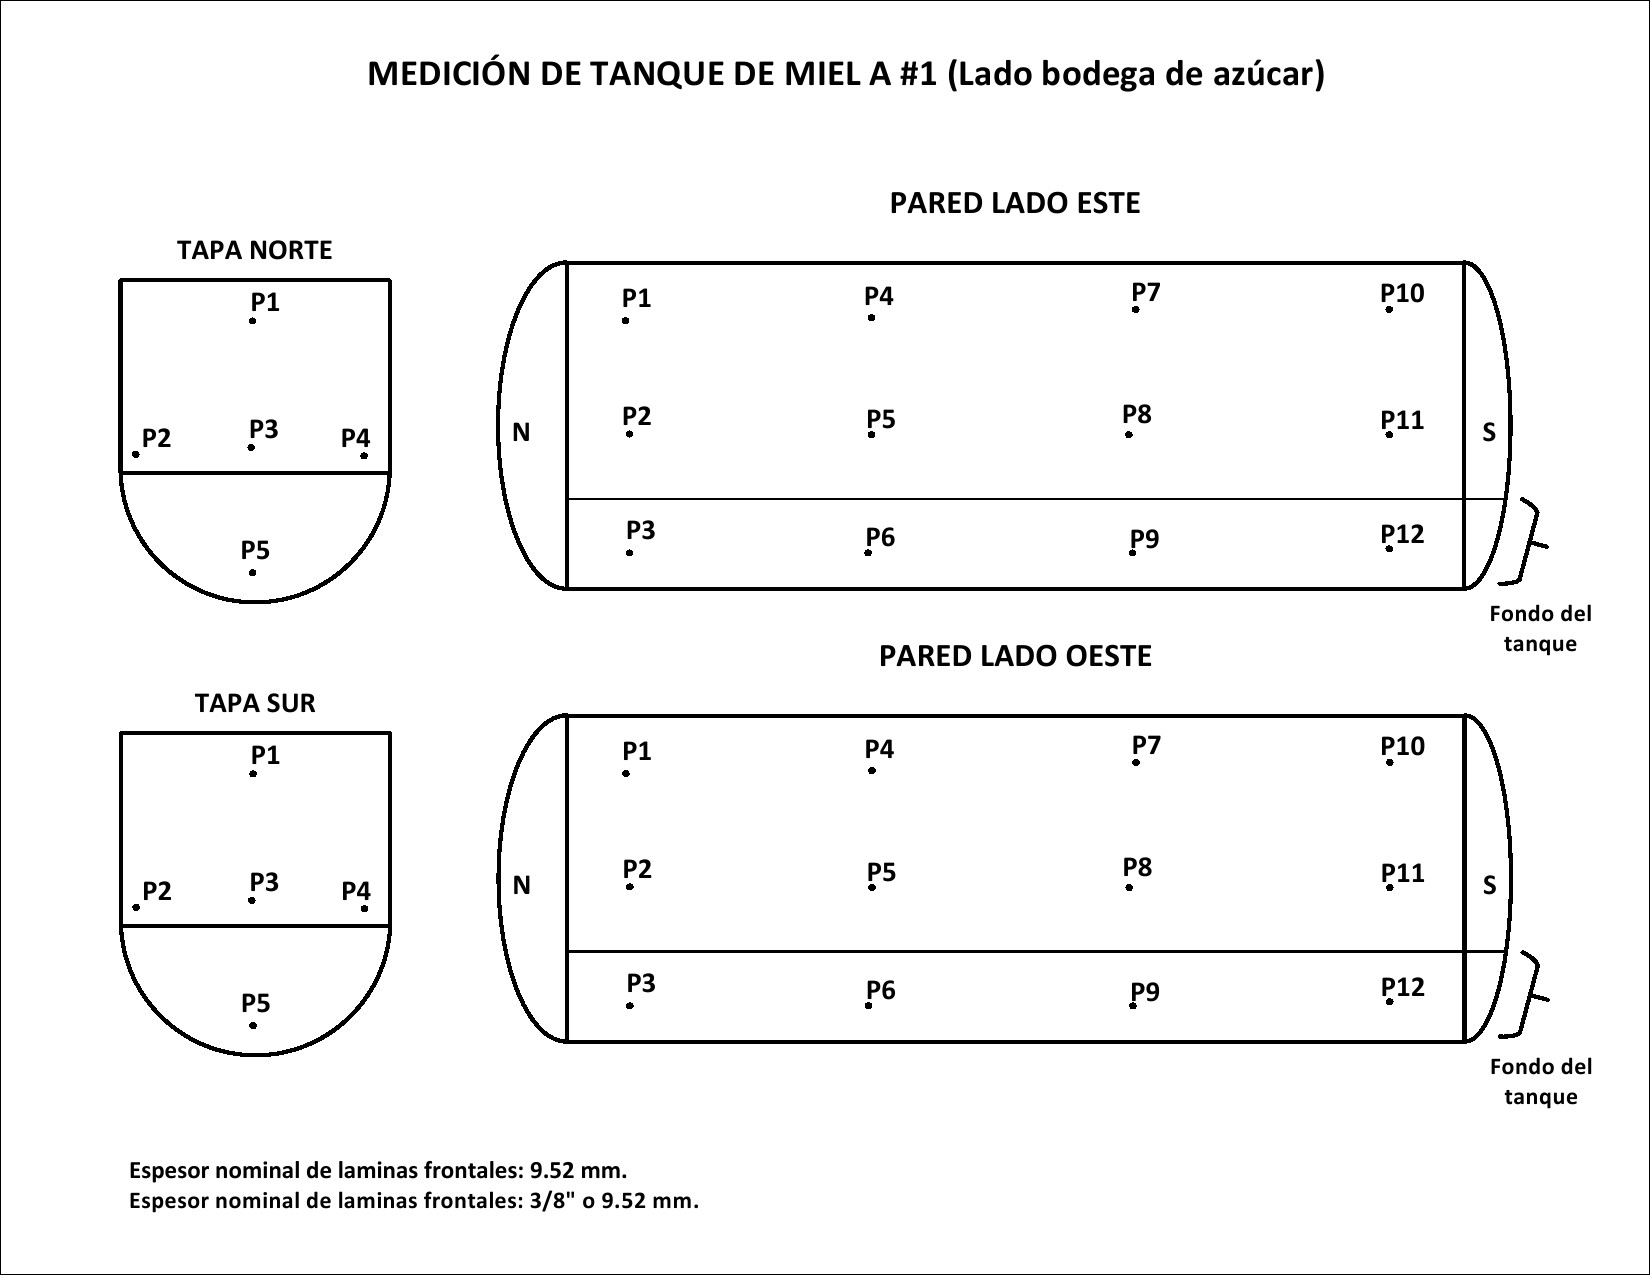 MEDICIÓN DE TANQUE DE MIEL A #1 (Lado bodega de azúcar)
PARED LADO ESTE
TAPA NORTE
P1
P2
P3
P4
P5
P1
P4
P7
P10
N
P2
P5
P8
P11
S
P3
P6
P9
P12
Fondo del
tanque
PARED LADO OESTE
TAPA SUR
P1
P2
P3
P4
P5
P1
P4
P7
P10
N
P2
P5
P8
P11
S
P3
P6
P9
P12
Fondo del
tanque
Espesor nominal de laminas frontales: 9.52 mm.
Espesor nominal de laminas frontales: 3/8" o 9.52 mm.